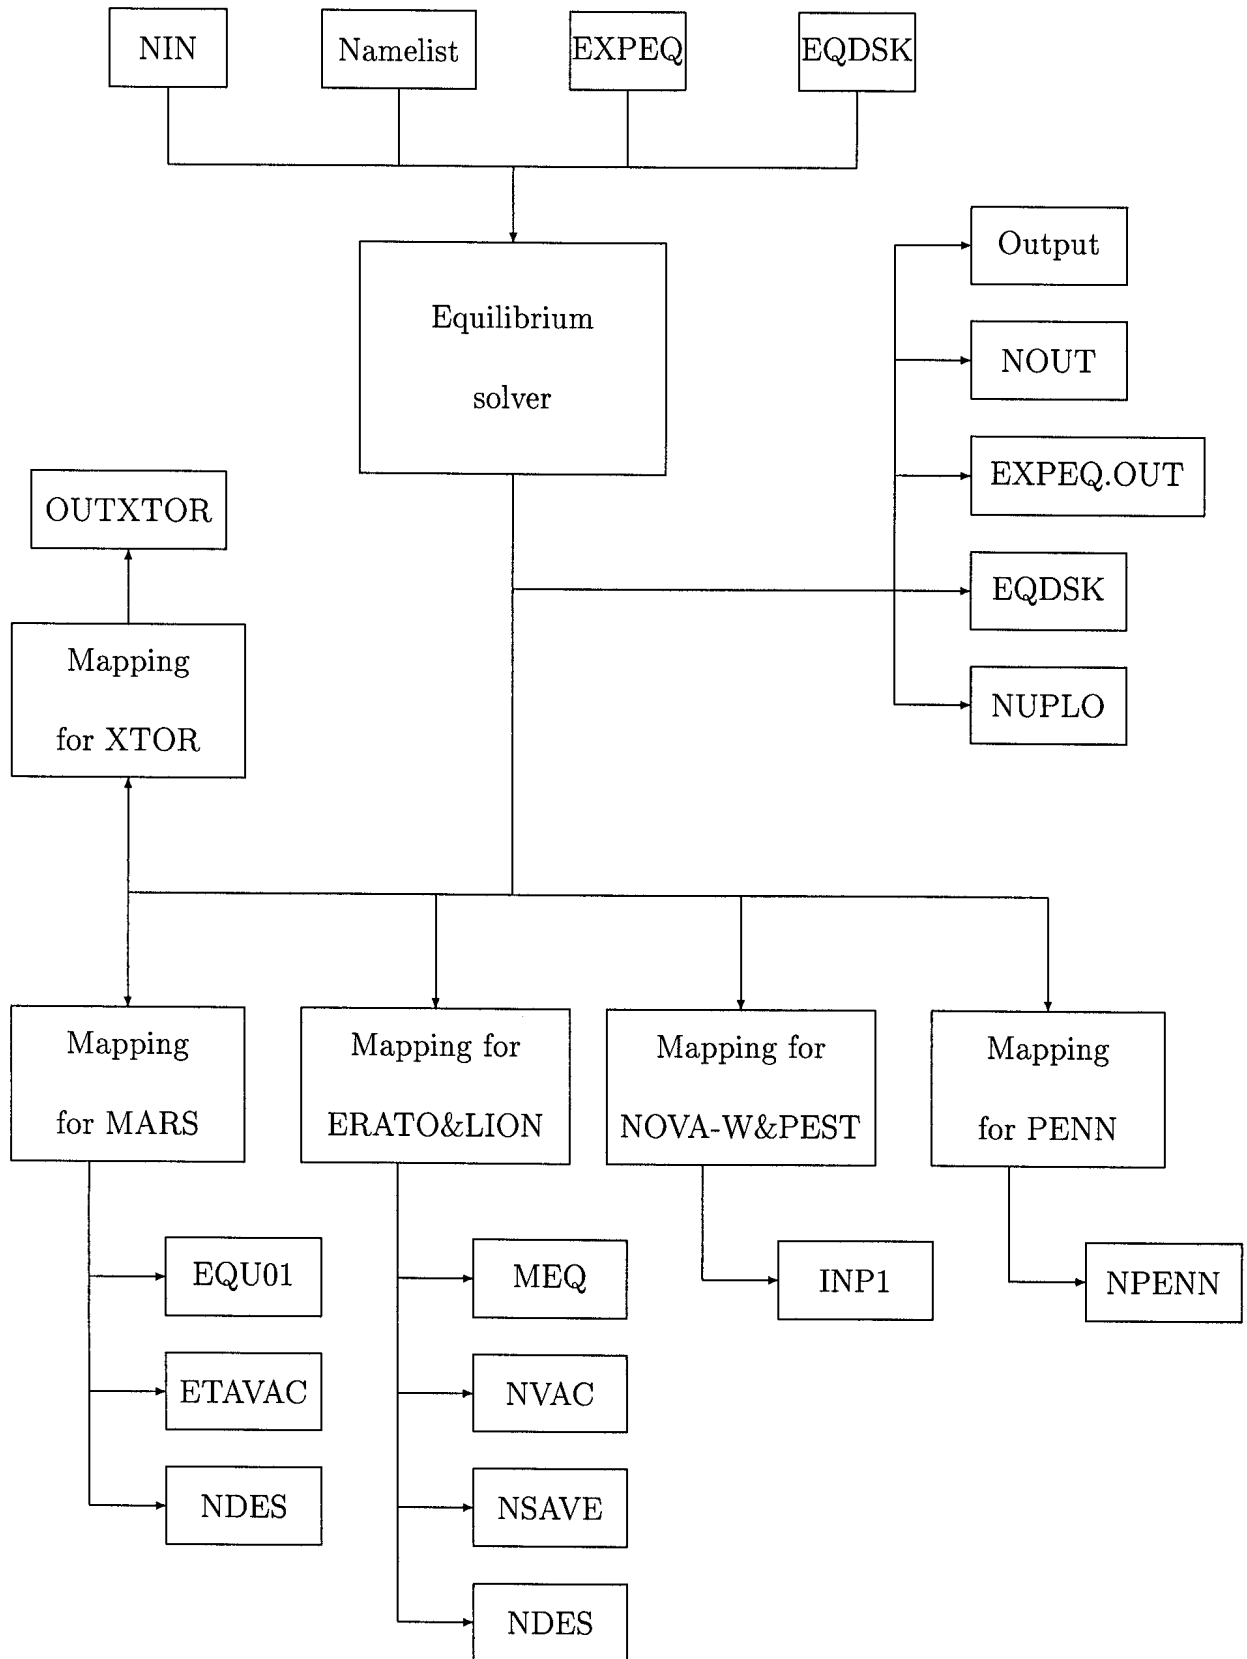 NIN
Namelist
EXPEQ
EQDSK
Equilibrium
solver
Output
NOUT
EXPEQ.OUT
EQDSK
NUPLO
OUTXTOR
Mapping
for XTOR
Mapping
for MARS
Mapping for
ERATO&LION
Mapping for
NOVA-W&PEST
Mapping
for PENN
EQU01
ETAVAC
NDES
MEQ
NVAC
NSAVE
NDES
INP1
NPENN